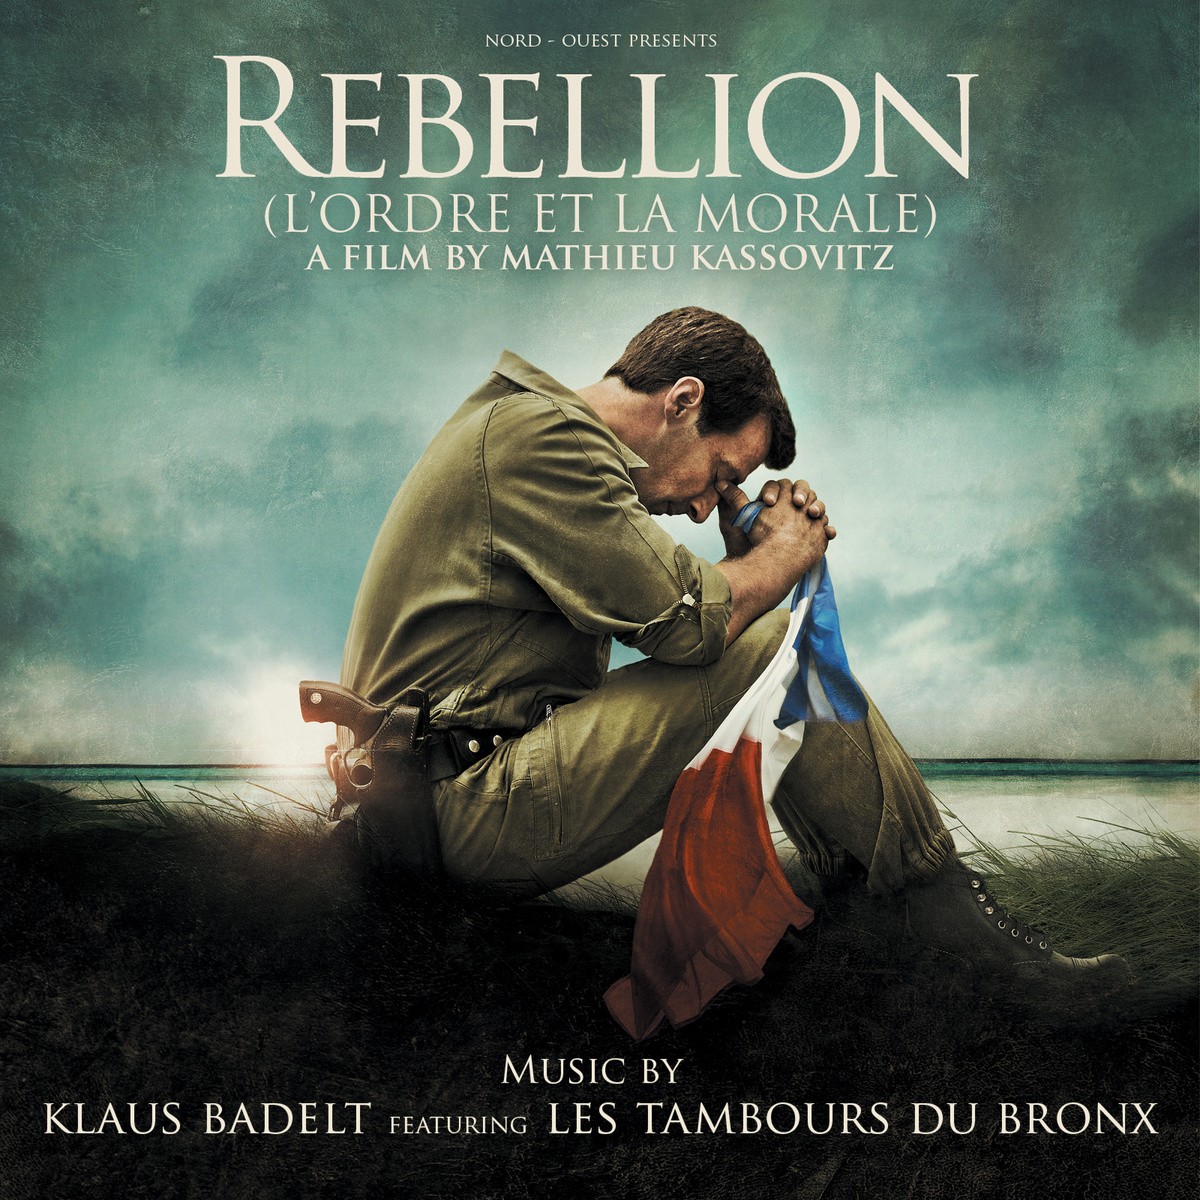 NORD - OUEST PRESENTS
REBELLION
(L'ORDRE ET LA MORALE)
A FILM BY MATHIEU KASSOVITZ
MUSIC BY
KLAUS BADELT FEATURING LES TAMBOURS DU BRONX